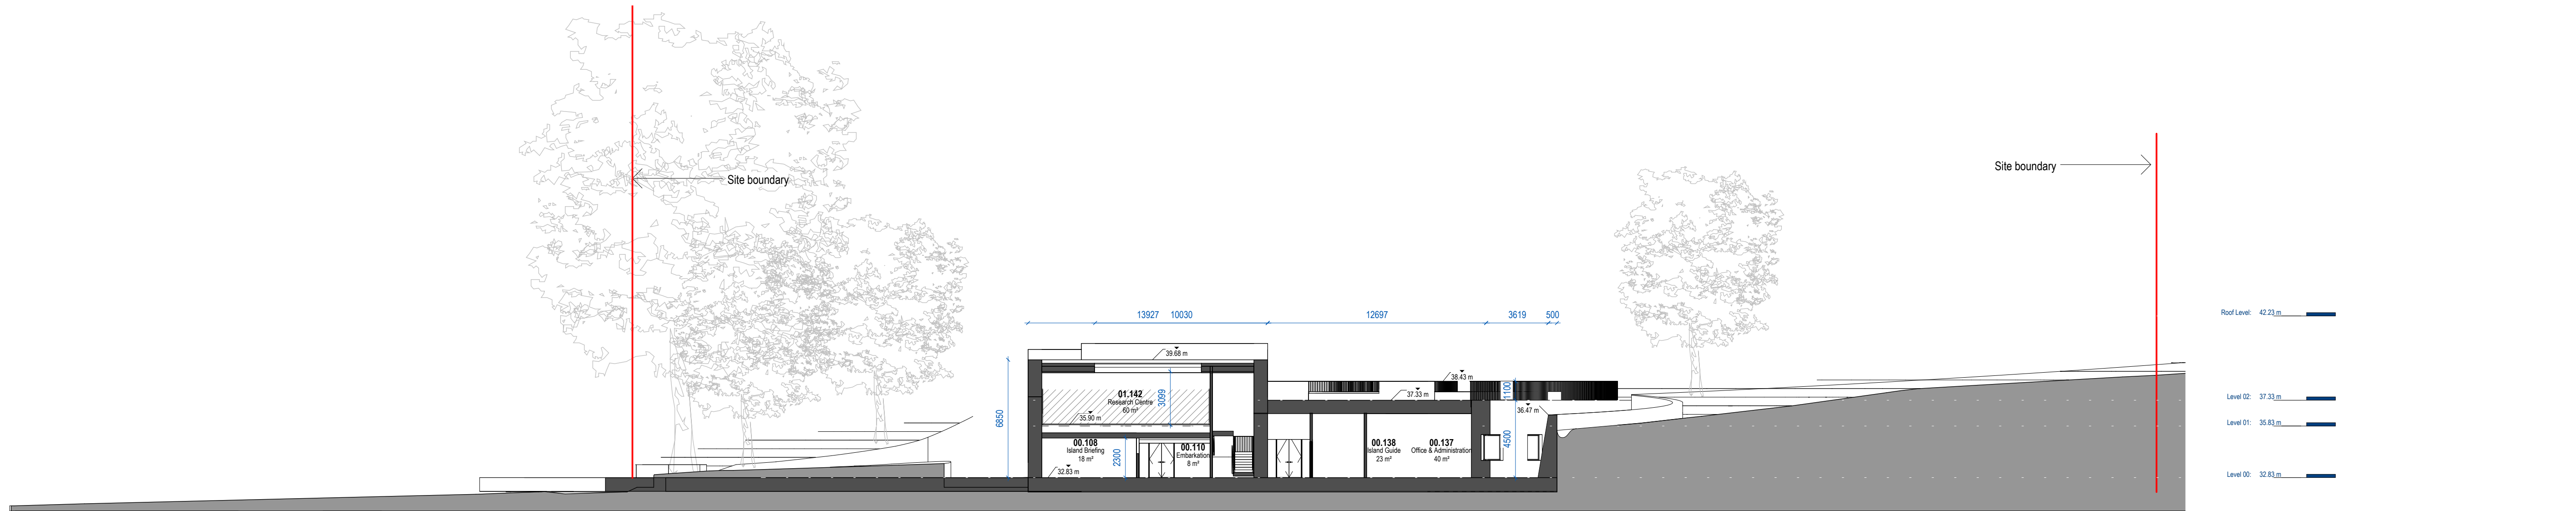 Site boundary
Site boundary
13927
10030
12697
3619
500
Roof Level: 42.23 m
39.68 m
38.43 m
37.33 m
36.47 m
1100
6850
3099
01.142
Research Centre
60 m²
35.90 m
Level 02: 37.33 m
Level 01: 35.83 m
00.108
Island Briefing
18 m²
2300
00.110
Embarkation
8 m²
00.138
Island Guide
23 m²
00.137
Office & Administration
40 m²
4500
32.83 m
Level 00: 32.83 m